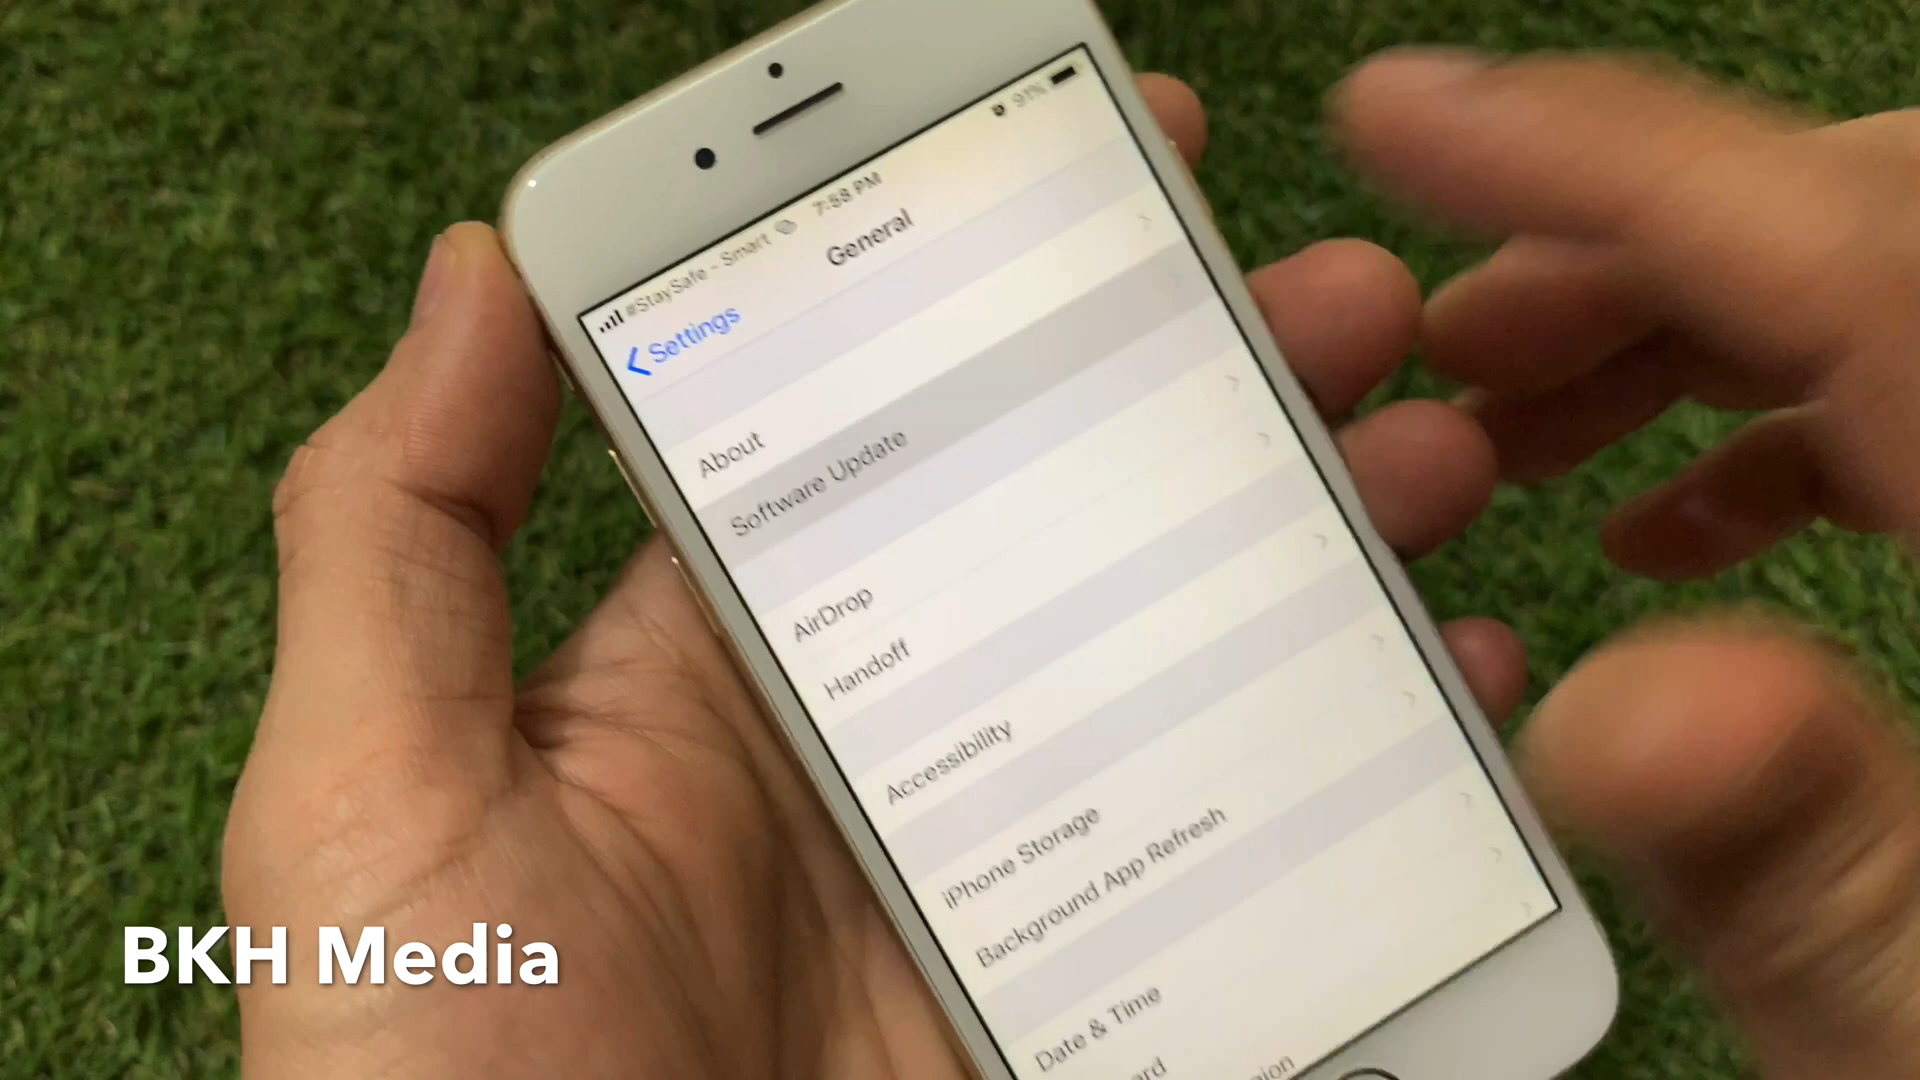 #StaySafe - Smart 7:58 PM 91%
Settings
General
About
Software Update
AirDrop
Handoff
Accessibility
iPhone Storage
Background App Refresh
Date & Time
BKH Media